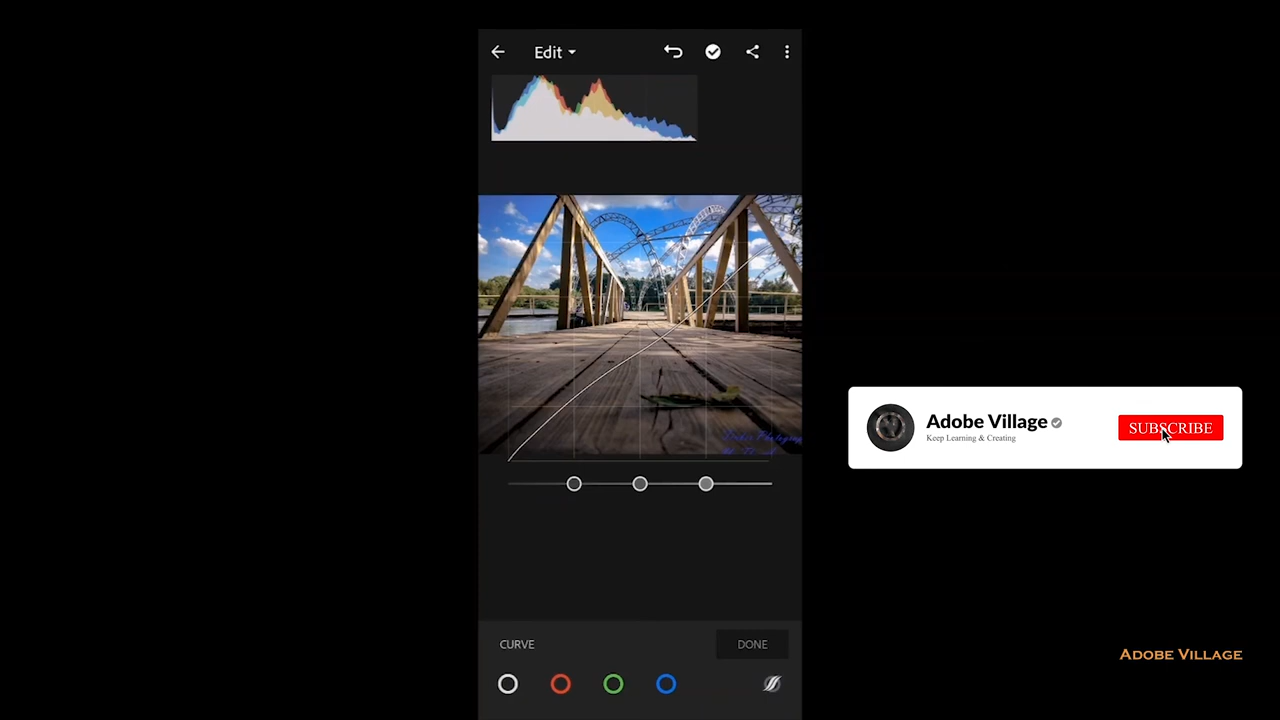 Edit
Adobe Village
Keep Learning & Creating
SUBSCRIBE
CURVE
DONE
Adobe Village